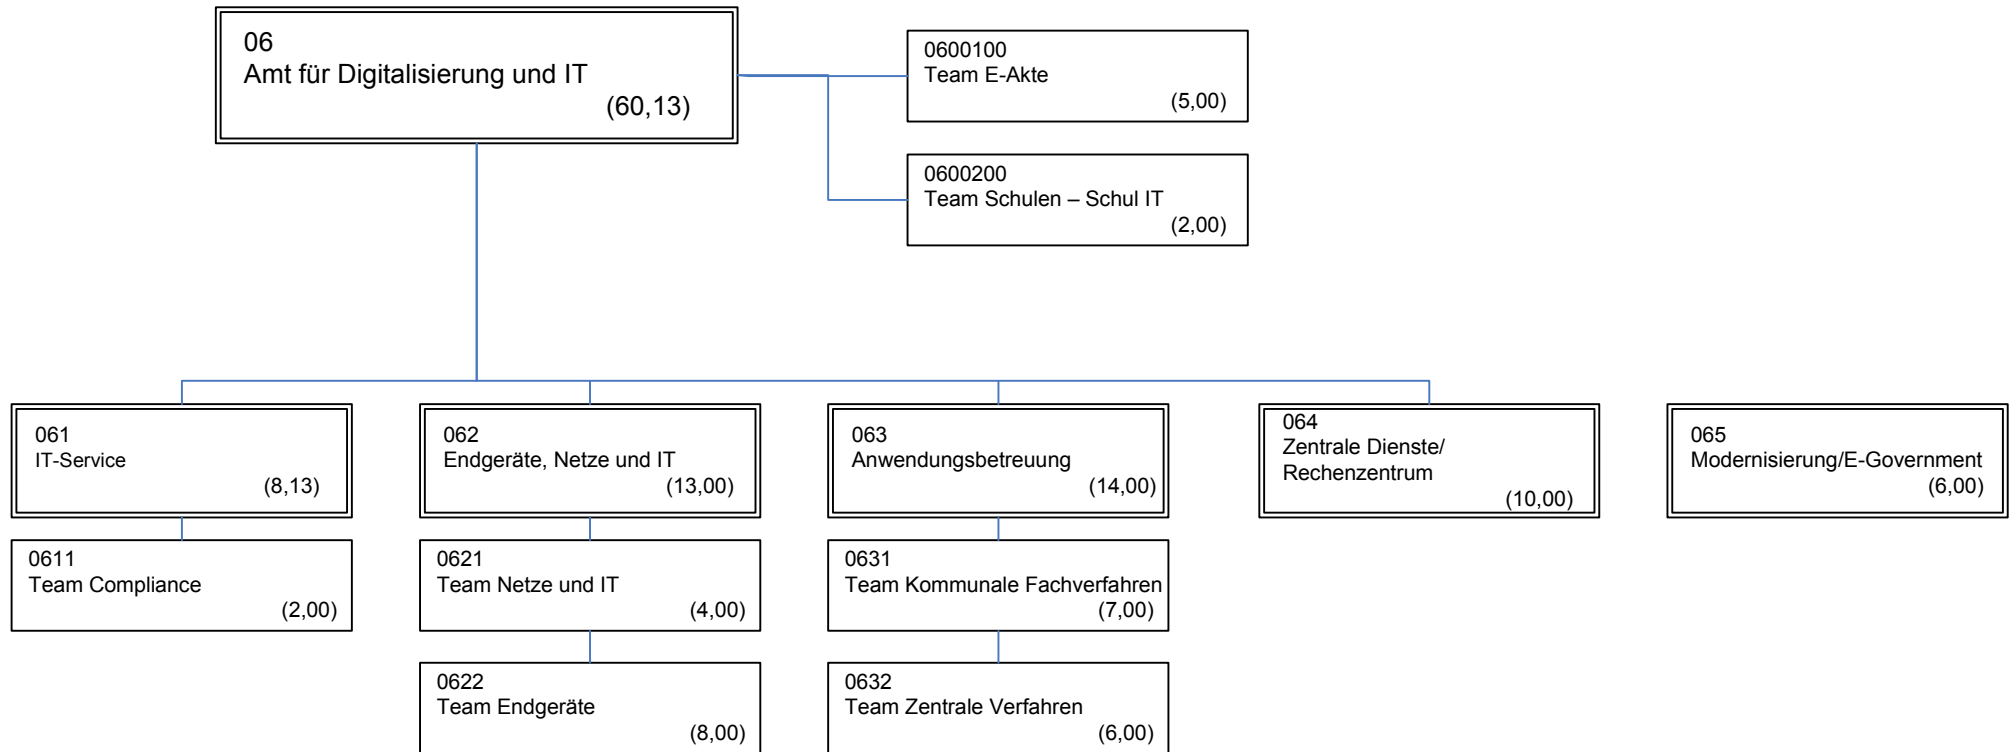 06
Amt für Digitalisierung und IT
(60,13)
0600100
Team E-Akte
(5,00)
0600200
Team Schulen – Schul IT
(2,00)
061
IT-Service
(8,13)
062
Endgeräte, Netze und IT
(13,00)
063
Anwendungsbetreuung
(14,00)
064
Zentrale Dienste/
Rechenzentrum
(10,00)
065
Modernisierung/E-Government
(6,00)
0611
Team Compliance
(2,00)
0621
Team Netze und IT
(4,00)
0631
Team Kommunale Fachverfahren
(7,00)
0622
Team Endgeräte
(8,00)
0632
Team Zentrale Verfahren
(6,00)